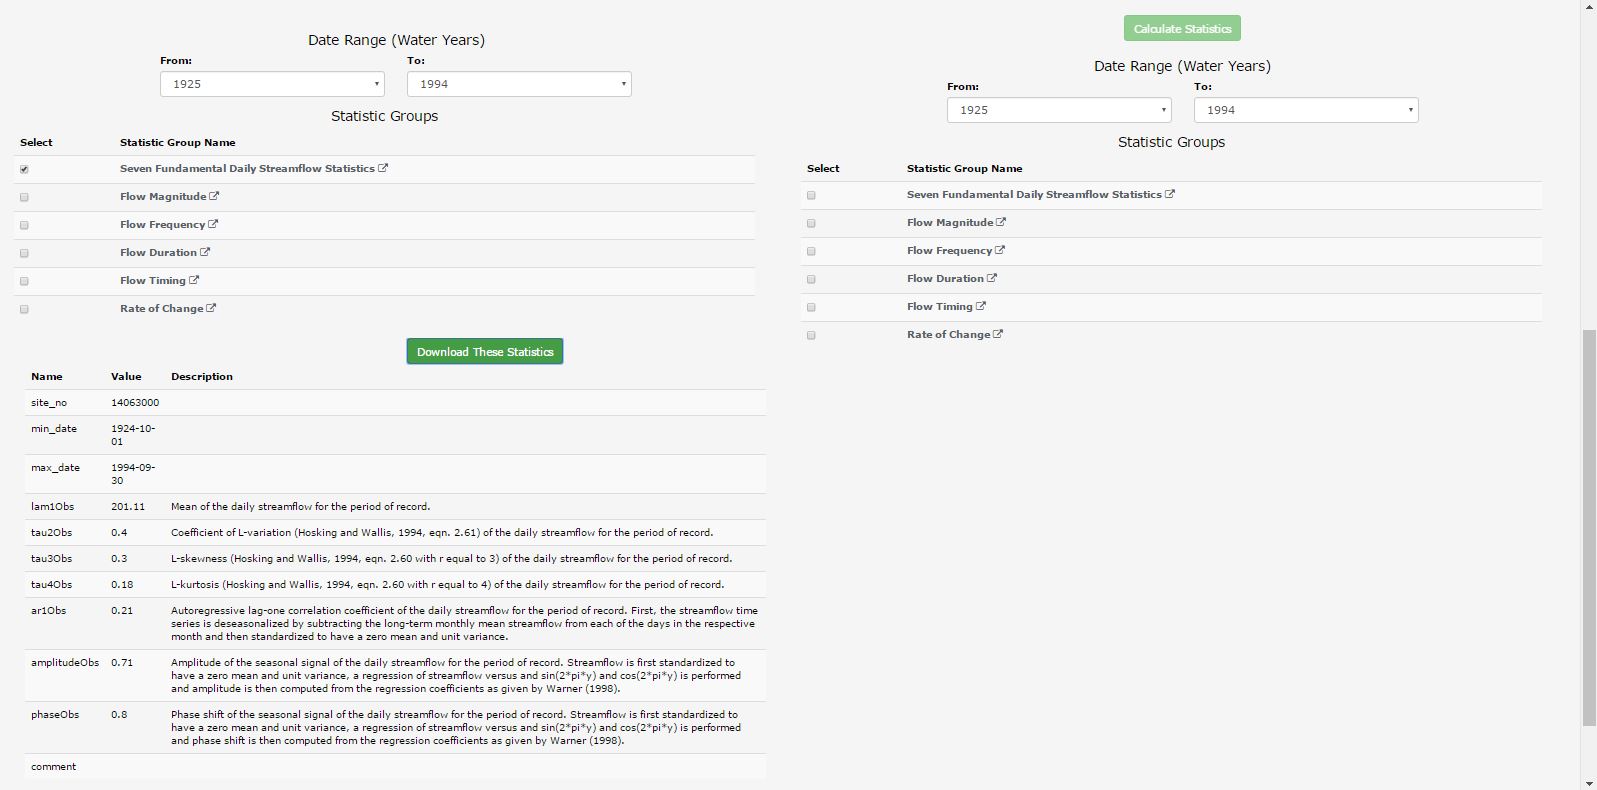 Date Range (Water Years)
From: To:
1925 1994
Statistic Groups
Select Statistic Group Name
Seven Fundamental Daily Streamflow Statistics
Flow Magnitude
Flow Frequency
Flow Duration
Flow Timing
Rate of Change
Download These Statistics
Name Value Description
site_no 14063000
min_date 1924-10-
01
max_date 1994-09-
30
lam1Obs 201.11 Mean of the daily streamflow for the period of record.
tau2Obs 0.4 Coefficient of L-variation (Hosking and Wallis, 1994, eqn. 2.61) of the daily streamflow for the period of record.
tau3Obs 0.3 L-skewness (Hosking and Wallis, 1994, eqn. 2.60 with r equal to 3) of the daily streamflow for the period of record.
tau4Obs 0.18 L-kurtosis (Hosking and Wallis, 1994, eqn. 2.60 with r equal to 4) of the daily streamflow for the period of record.
ar1Obs 0.21 Autoregressive lag-one correlation coefficient of the daily streamflow for the period of record. First, the streamflow time
series is deseasonalized by subtracting the long-term monthly mean streamflow from each of the days in the respective
month and then standardized to have a zero mean and unit variance.
amplitudeObs 0.71 Amplitude of the seasonal signal of the daily streamflow for the period of record. Streamflow is first standardized to
have a zero mean and unit variance, a regression of streamflow versus and sin(2*pi*y) and cos(2*pi*y) is performed
and amplitude is then computed from the regression coefficients as given by Warner (1998).
phaseObs 0.8 Phase shift of the seasonal signal of the daily streamflow for the period of record. Streamflow is first standardized to
have a zero mean and unit variance, a regression of streamflow versus and sin(2*pi*y) and cos(2*pi*y) is performed
and phase shift is then computed from the regression coefficients as given by Warner (1998).
comment
Calculate Statistics
Date Range (Water Years)
From: To:
1925 1994
Statistic Groups
Select Statistic Group Name
Seven Fundamental Daily Streamflow Statistics
Flow Magnitude
Flow Frequency
Flow Duration
Flow Timing
Rate of Change